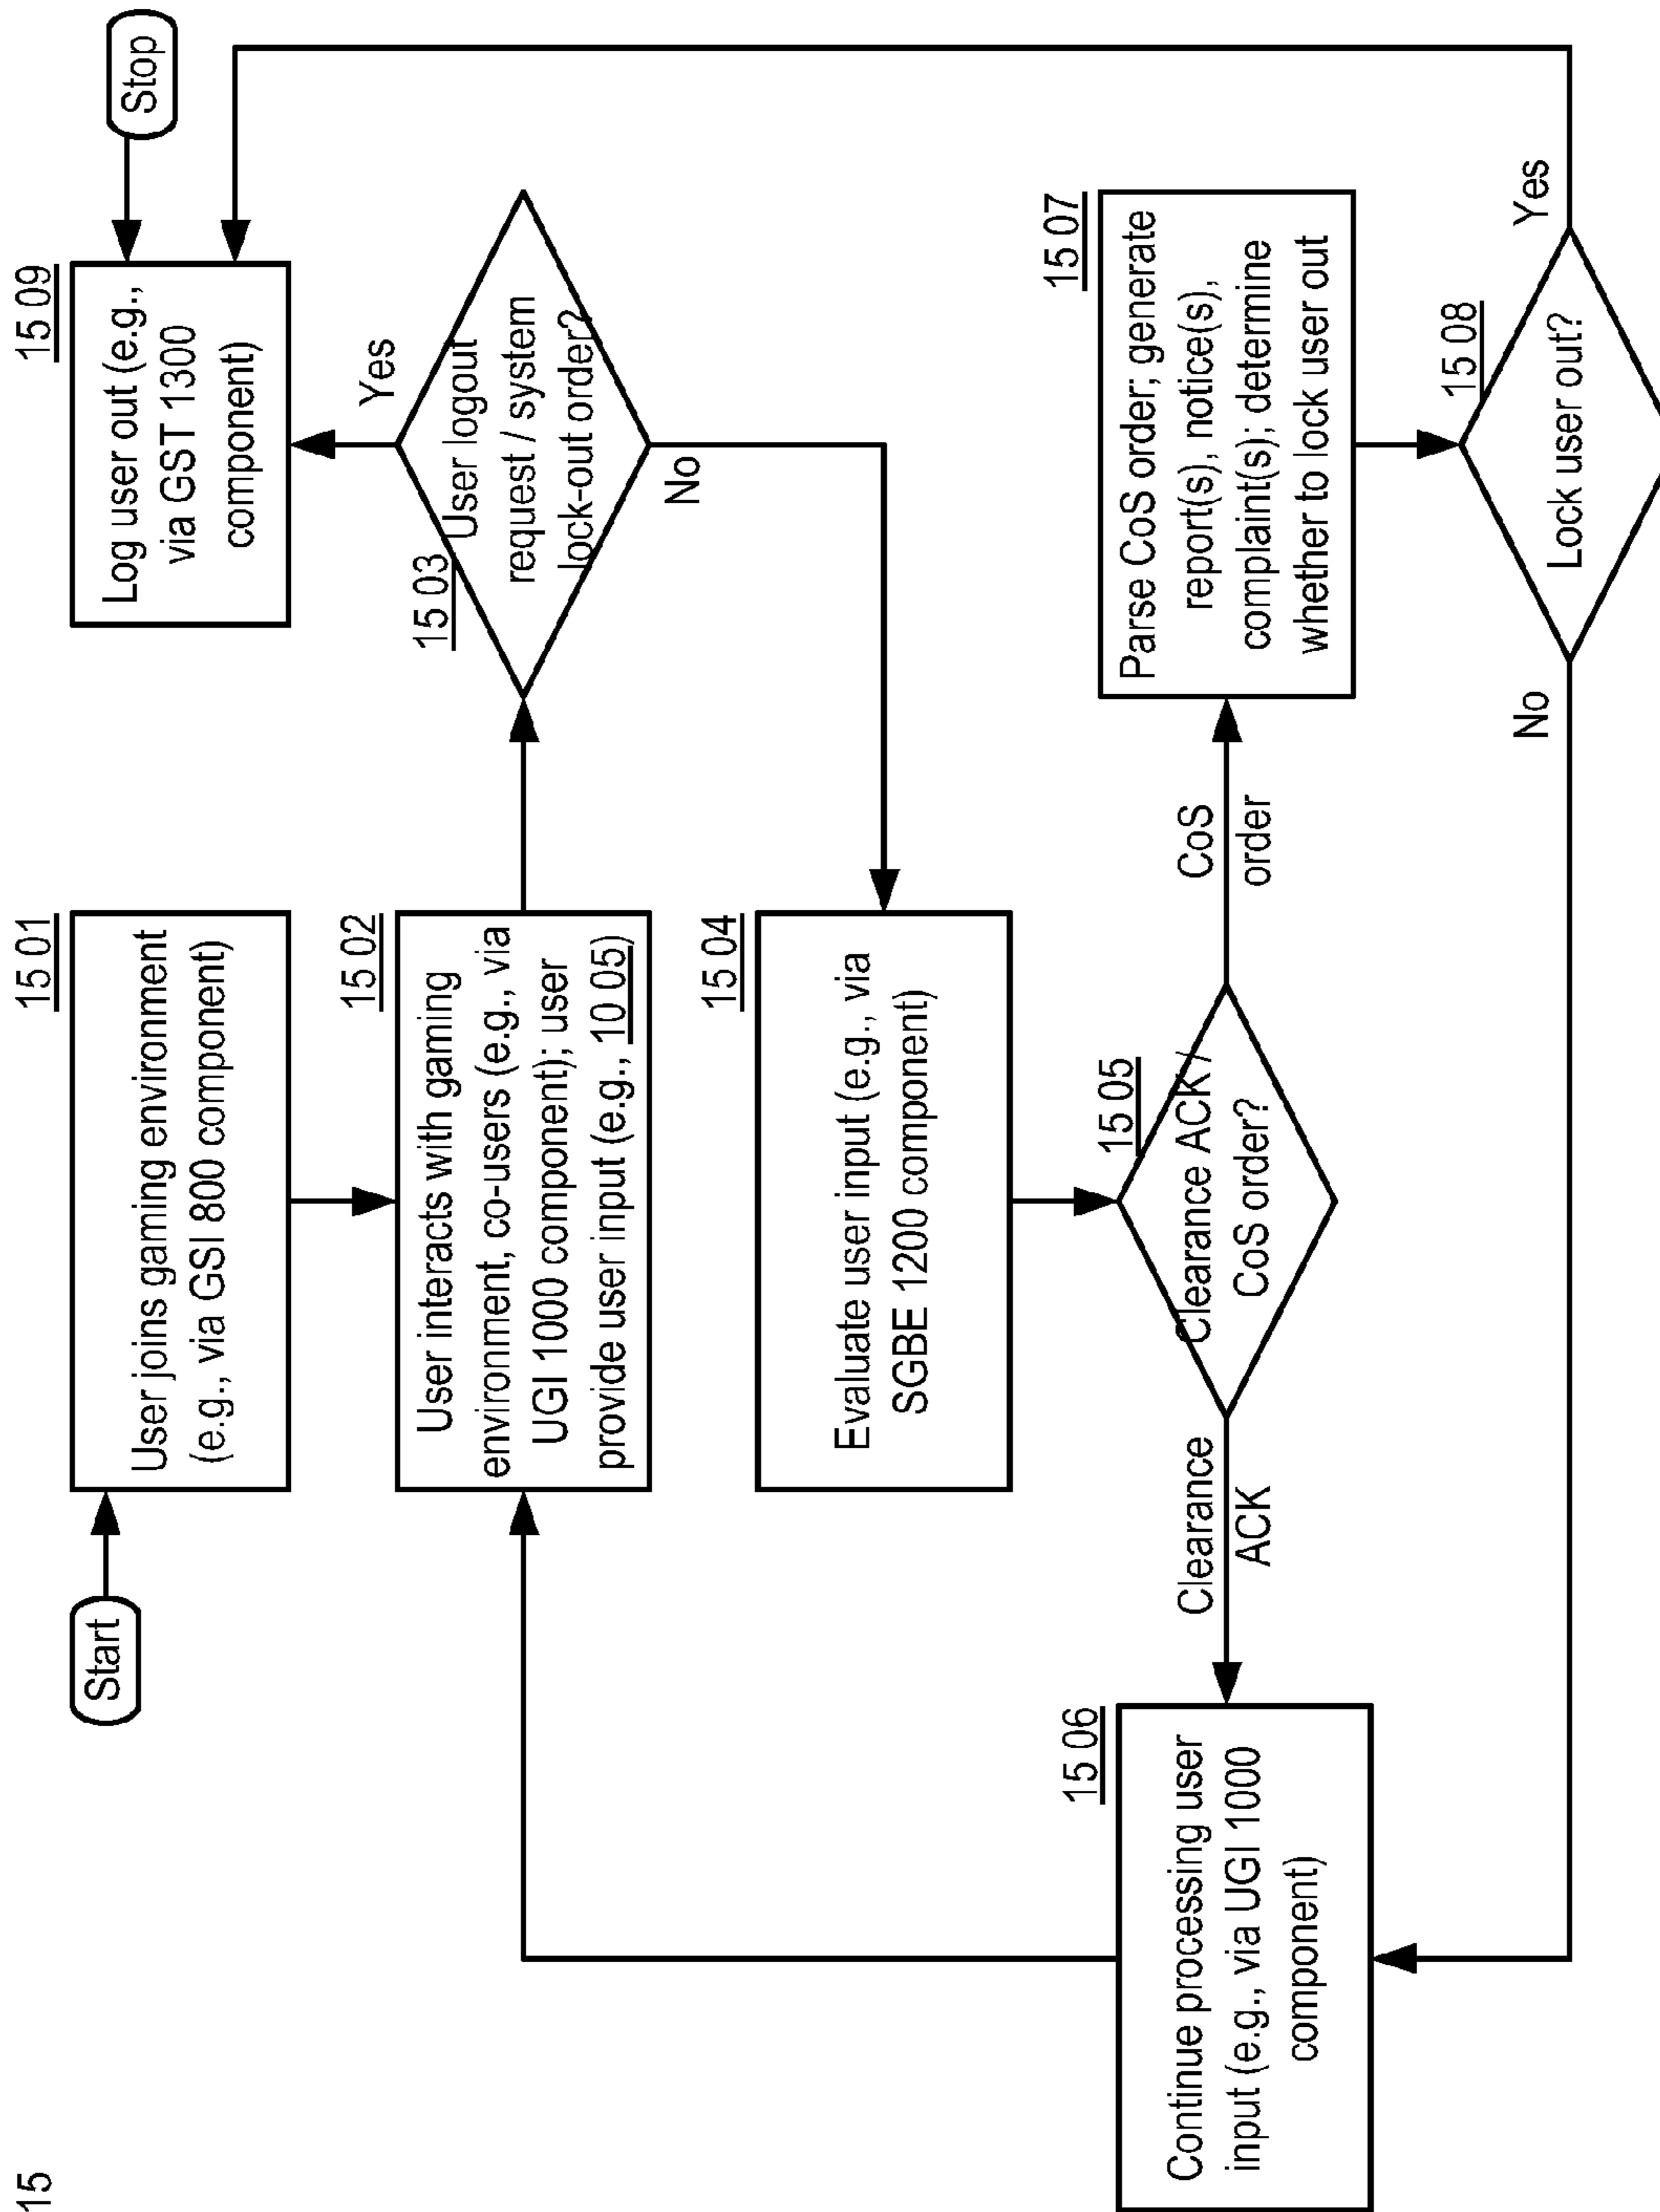 15
Start
15 01
User joins gaming environment
(e.g., via GSI 800 component)
15 02
User interacts with gaming
environment, co-users (e.g., via
UGI 1000 component); user
provide user input (e.g., 10 05)
15 03
User logout
request / system
lock-out order?
Yes
No
15 09
Log user out (e.g.,
via GST 1300
component)
Stop
15 04
Evaluate user input (e.g., via
SGBE 1200 component)
15 05
Clearance ACK /
CoS order?
Clearance
ACK
CoS
order
15 06
Continue processing user
input (e.g., via UGI 1000
component)
15 07
Parse CoS order; generate
report(s), notice(s),
complaint(s); determine
whether to lock user out
15 08
Lock user out?
No
Yes